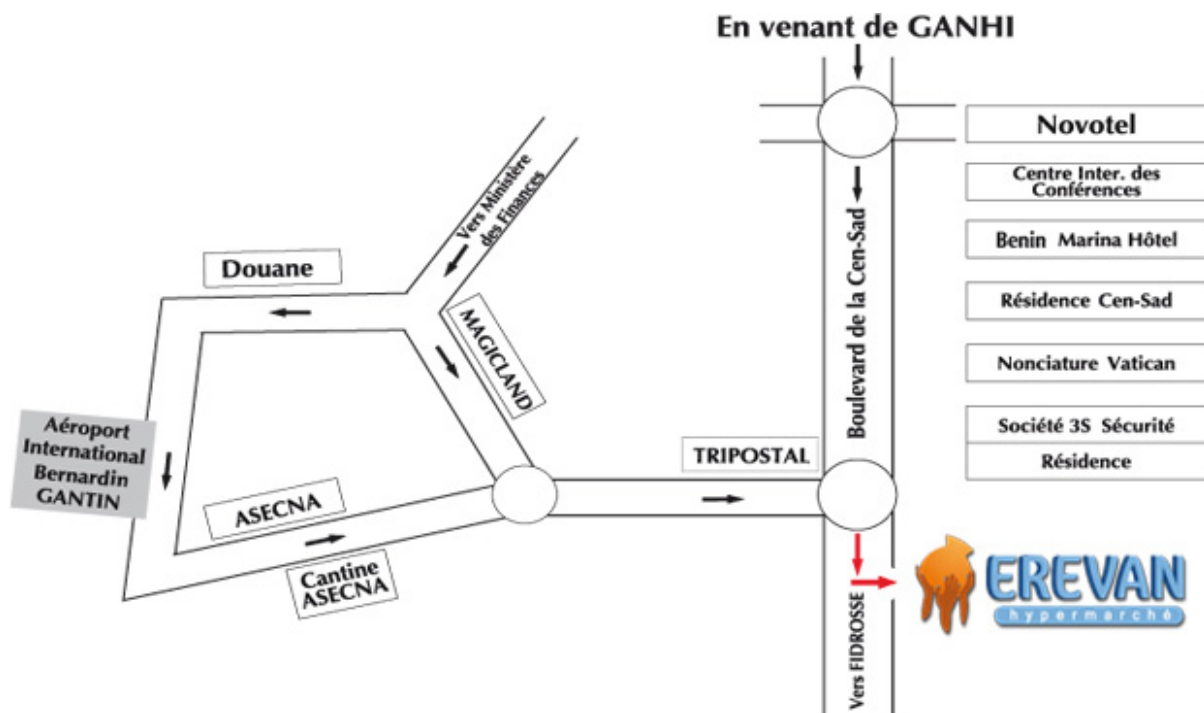 En venant de GANHI
Novotel
Centre Inter. des
Conférences
Benin Marina Hôtel
Résidence Cen-Sad
Nonciature Vatican
Société 3S Sécurité
Résidence
Boulevard de la Cen-Sad
Vers Ministère
des Finances
Douane
MAGICLAND
Aéroport
International
Bernardin
GANTIN
ASECNA
Cantine
ASECNA
TRIPOSTAL
Vers FIDROSSE
EREVAN
hypermarché